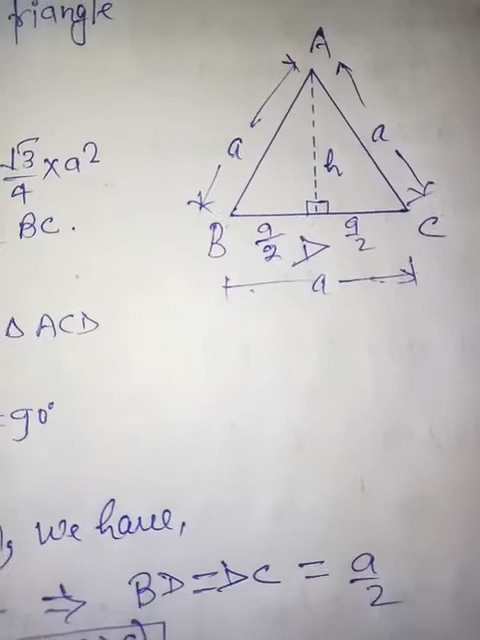 triangle
A
a
a
√3/4 × a²
h
BC.
B a/2 D a/2 C
a
Δ ACD
= 90°
, we have,
⇒ BD = DC = a/2